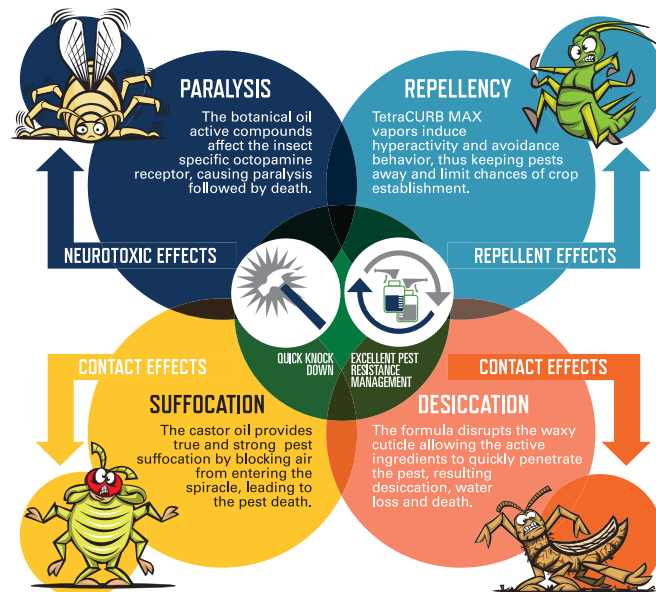 PARALYSIS
The botanical oil
active compounds
affect the insect
specific octopamine
receptor, causing paralysis
followed by death.
NEUROTOXIC EFFECTS
REPELLENCY
TetraCURB MAX
vapors induce
hyperactivity and avoidance
behavior, thus keeping pests
away and limit chances of crop
establishment.
REPELLENT EFFECTS
QUICK KNOCK
DOWN
EXCELLENT PEST
RESISTANCE
MANAGEMENT
CONTACT EFFECTS
SUFFOCATION
The castor oil provides
true and strong pest
suffocation by blocking air
from entering the
spiracle, leading to
the pest death.
CONTACT EFFECTS
DESICCATION
The formula disrupts the waxy
cuticle allowing the active
ingredients to quickly penetrate
the pest, resulting
desiccation, water
loss and death.